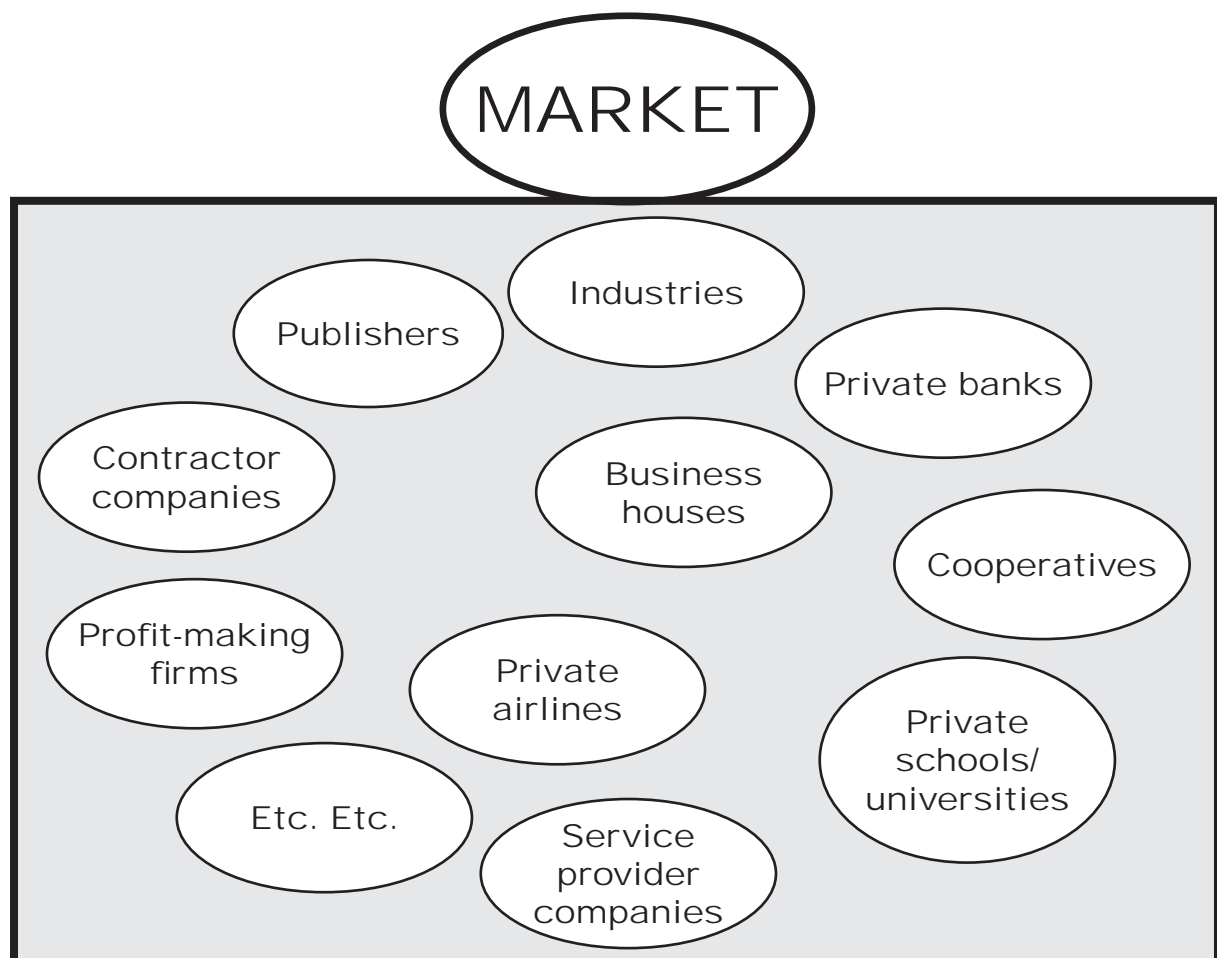 MARKET
Industries
Publishers
Private banks
Contractor
companies
Business
houses
Cooperatives
Profit-making
firms
Private
airlines
Private
schools/
universities
Etc. Etc.
Service
provider
companies